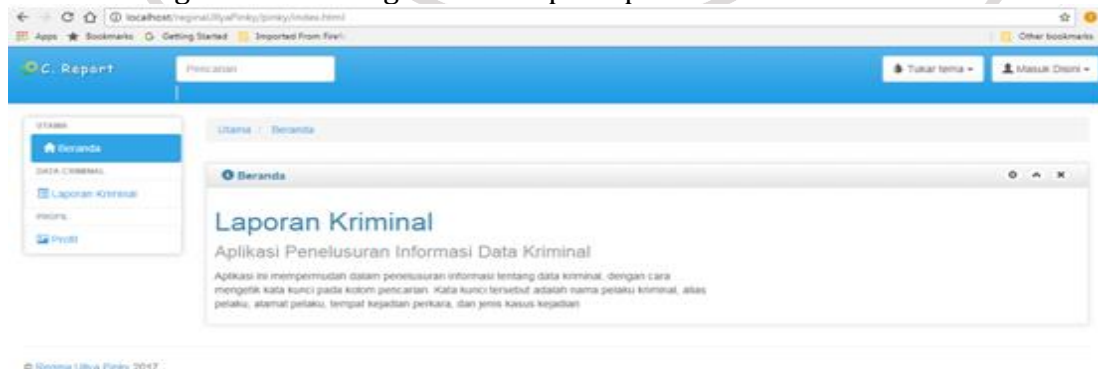 localhost/reginaUllyaPinky/pinky/index.html
Apps Bookmarks Getting Started Imported From Firef Other bookmarks
C. Report Pencarian Tukar tema Masuk Disini
UTAMA
Beranda
DATA CRIMINAL
Laporan Kriminal
PROFIL
Profil
Utama / Beranda
Beranda
Laporan Kriminal
Aplikasi Penelusuran Informasi Data Kriminal
Aplikasi ini mempermudah dalam penelusuran informasi tentang data kriminal, dengan cara
mengetik kata kunci pada kolom pencarian. Kata kunci tersebut adalah nama pelaku kriminal, alias
pelaku, alamat pelaku, tempat kejadian perkara, dan jenis kasus kejadian
© Regina Ullya Pinky 2017